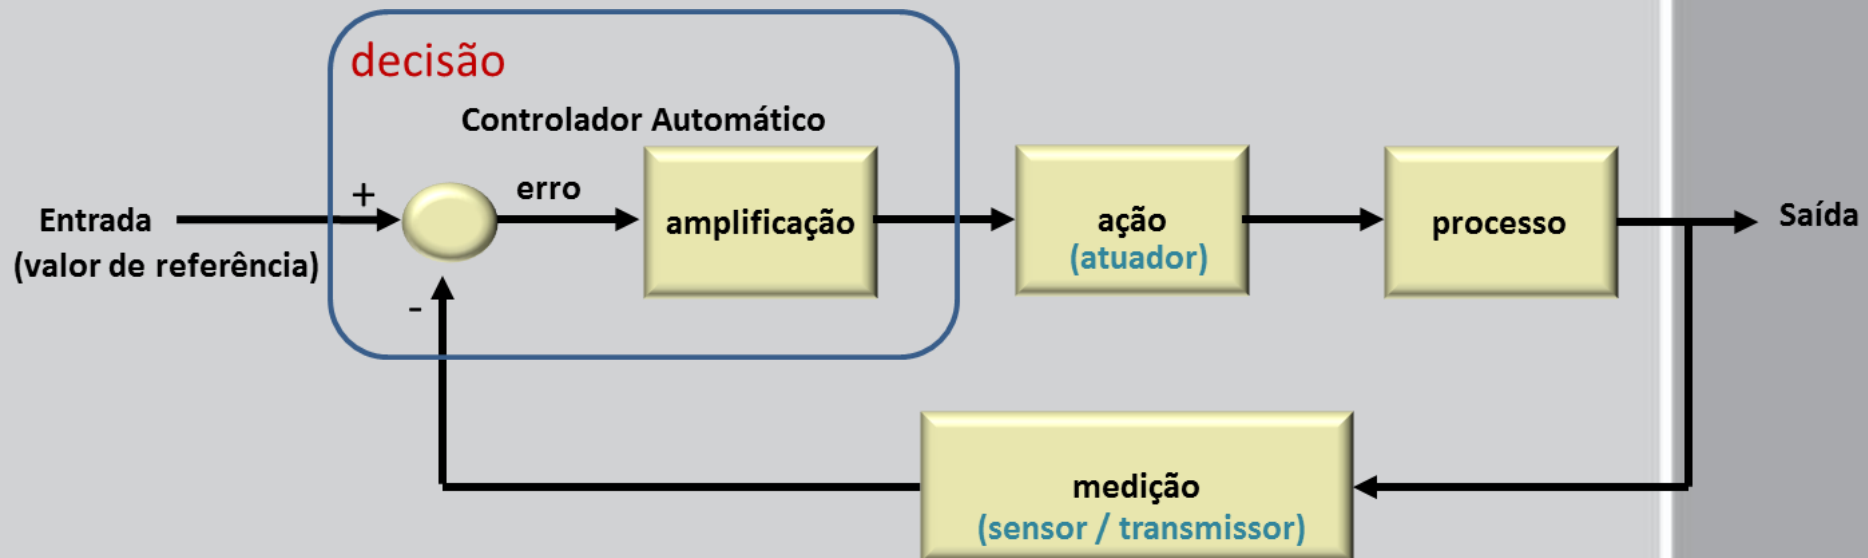 decisão
Controlador Automático
+
erro
Entrada
(valor de referência)
amplificação
ação
(atuador)
processo
Saída
-
medição
(sensor / transmissor)